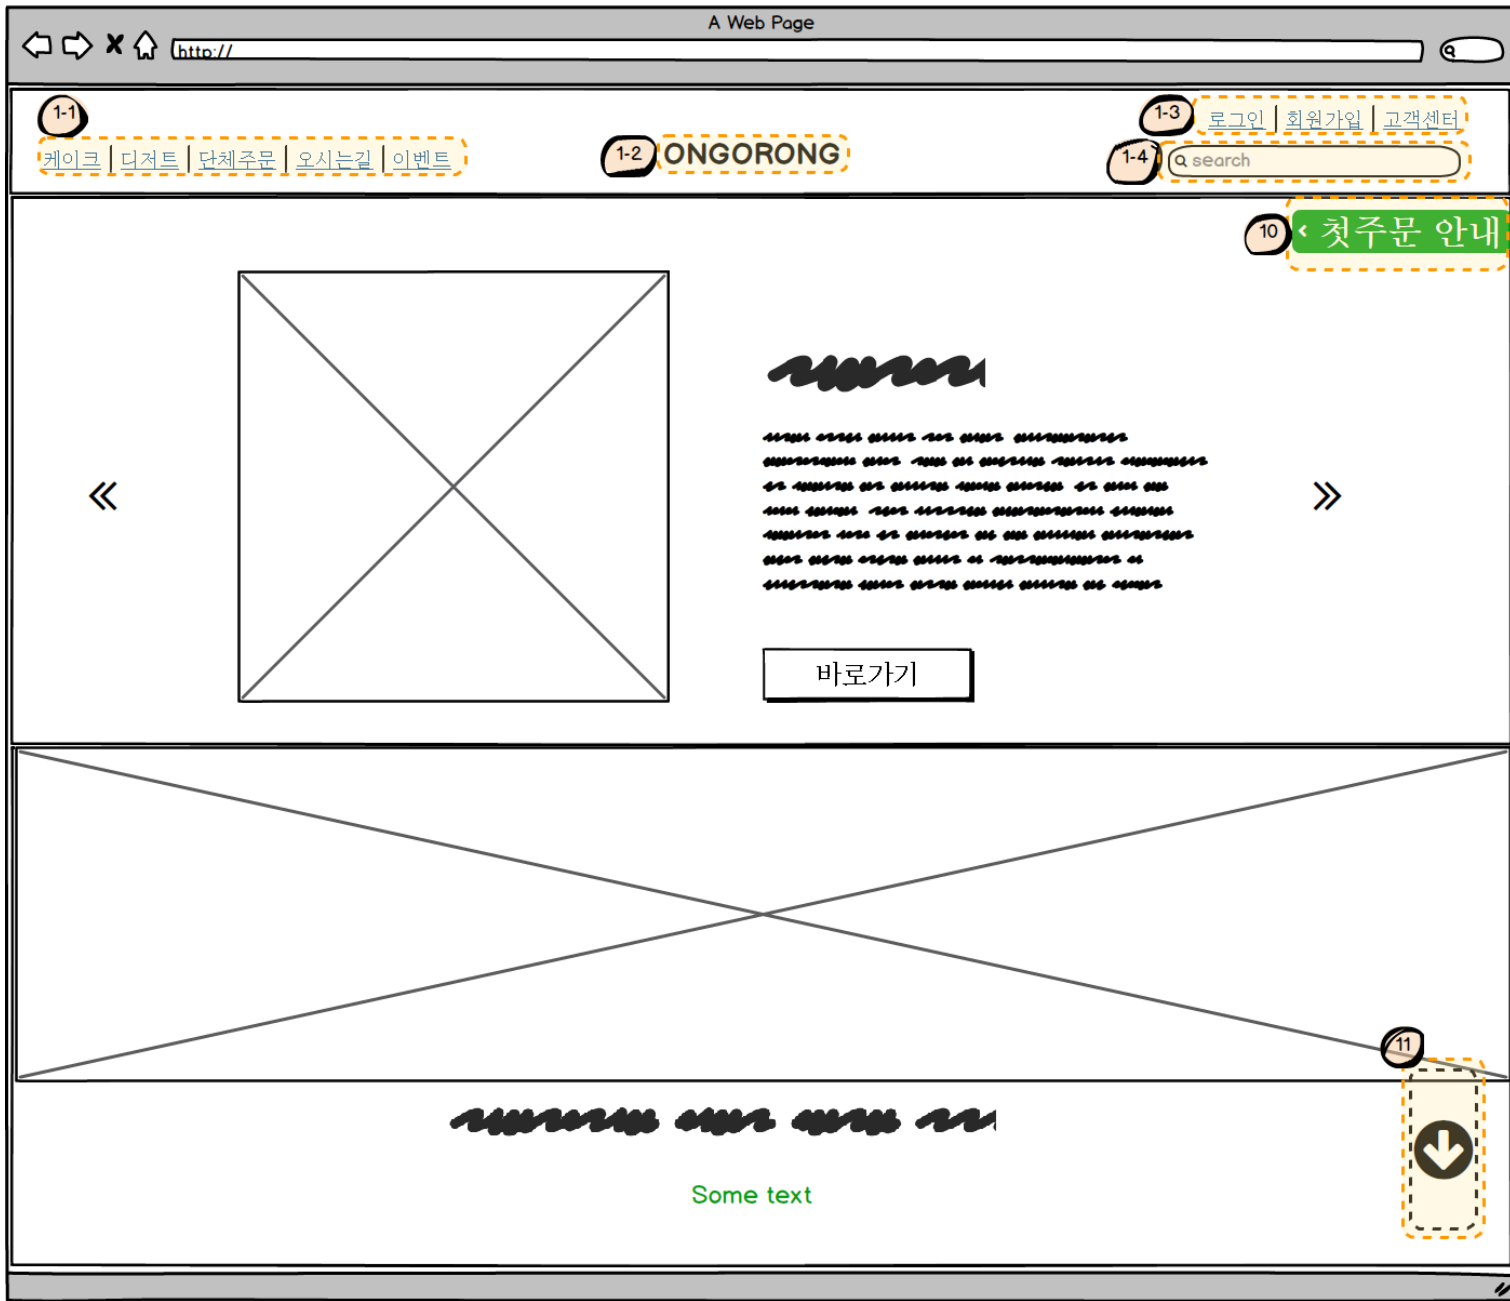 A Web Page
http://
1-1
1-3 로그인 | 회원가입 | 고객센터
케이크 | 디저트 | 단체주문 | 오시는길 | 이벤트
1-2 ONGORONG
1-4 search
10 첫주문 안내
바로가기
11
Some text